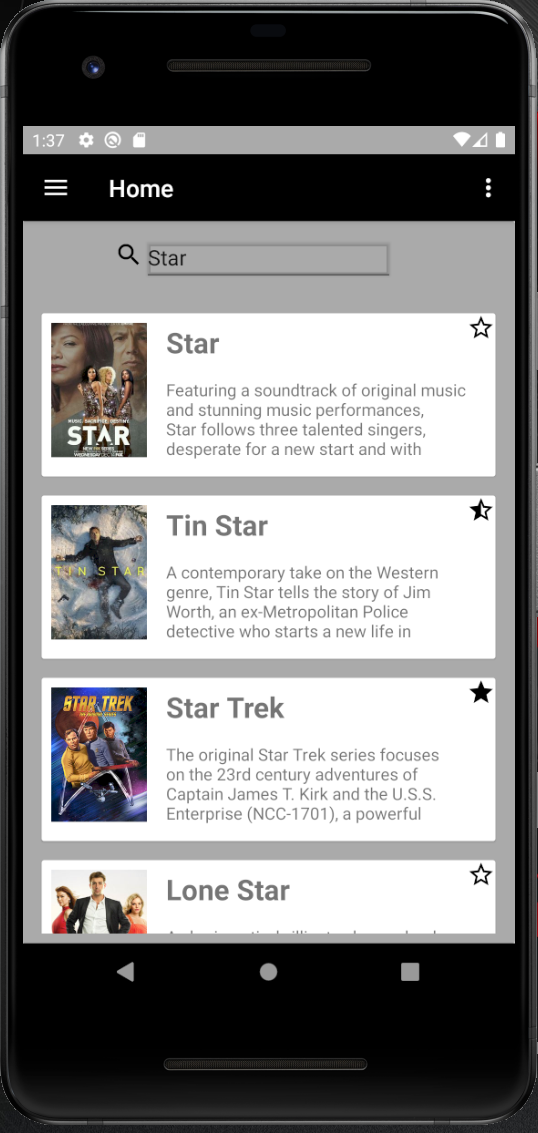 1:37
Home
Star
Star
Featuring a soundtrack of original music
and stunning music performances,
Star follows three talented singers,
desperate for a new start and with
STAR
Tin Star
A contemporary take on the Western
genre, Tin Star tells the story of Jim
Worth, an ex-Metropolitan Police
detective who starts a new life in
TIN STAR
Star Trek
The original Star Trek series focuses
on the 23rd century adventures of
Captain James T. Kirk and the U.S.S.
Enterprise (NCC-1701), a powerful
STAR TREK
Lone Star